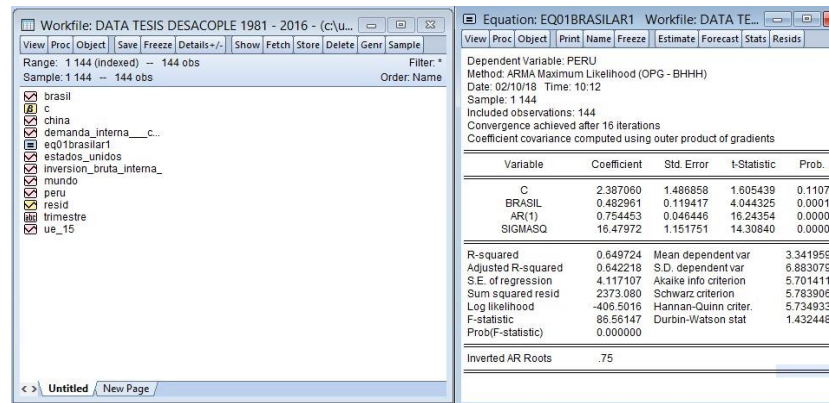 Workfile: DATA TESIS DESACOPLE 1981 - 2016 - (c:\u...
View Proc Object Save Freeze Details+/- Show Fetch Store Delete Genr Sample
Range: 1 144 (indexed) -- 144 obs Filter: *
Sample: 1 144 -- 144 obs Order: Name
brasil
β c
china
demanda_interna___c...
eq01brasilar1
estados_unidos
inversion_bruta_interna_
mundo
peru
resid
abc trimestre
ue_15
Untitled New Page
Equation: EQ01BRASILAR1 Workfile: DATA TE...
View Proc Object Print Name Freeze Estimate Forecast Stats Resids
Dependent Variable: PERU
Method: ARMA Maximum Likelihood (OPG - BHHH)
Date: 02/10/18 Time: 10:12
Sample: 1 144
Included observations: 144
Convergence achieved after 16 iterations
Coefficient covariance computed using outer product of gradients
Variable Coefficient Std. Error t-Statistic Prob.
C 2.387060 1.486858 1.605439 0.1107
BRASIL 0.482961 0.119417 4.044325 0.0001
AR(1) 0.754453 0.046446 16.24354 0.0000
SIGMASQ 16.47972 1.151751 14.30840 0.0000
R-squared 0.649724 Mean dependent var 3.341959
Adjusted R-squared 0.642218 S.D. dependent var 6.883079
S.E. of regression 4.117107 Akaike info criterion 5.701411
Sum squared resid 2373.080 Schwarz criterion 5.783906
Log likelihood -406.5016 Hannan-Quinn criter. 5.734933
F-statistic 86.56147 Durbin-Watson stat 1.432448
Prob(F-statistic) 0.000000
Inverted AR Roots .75